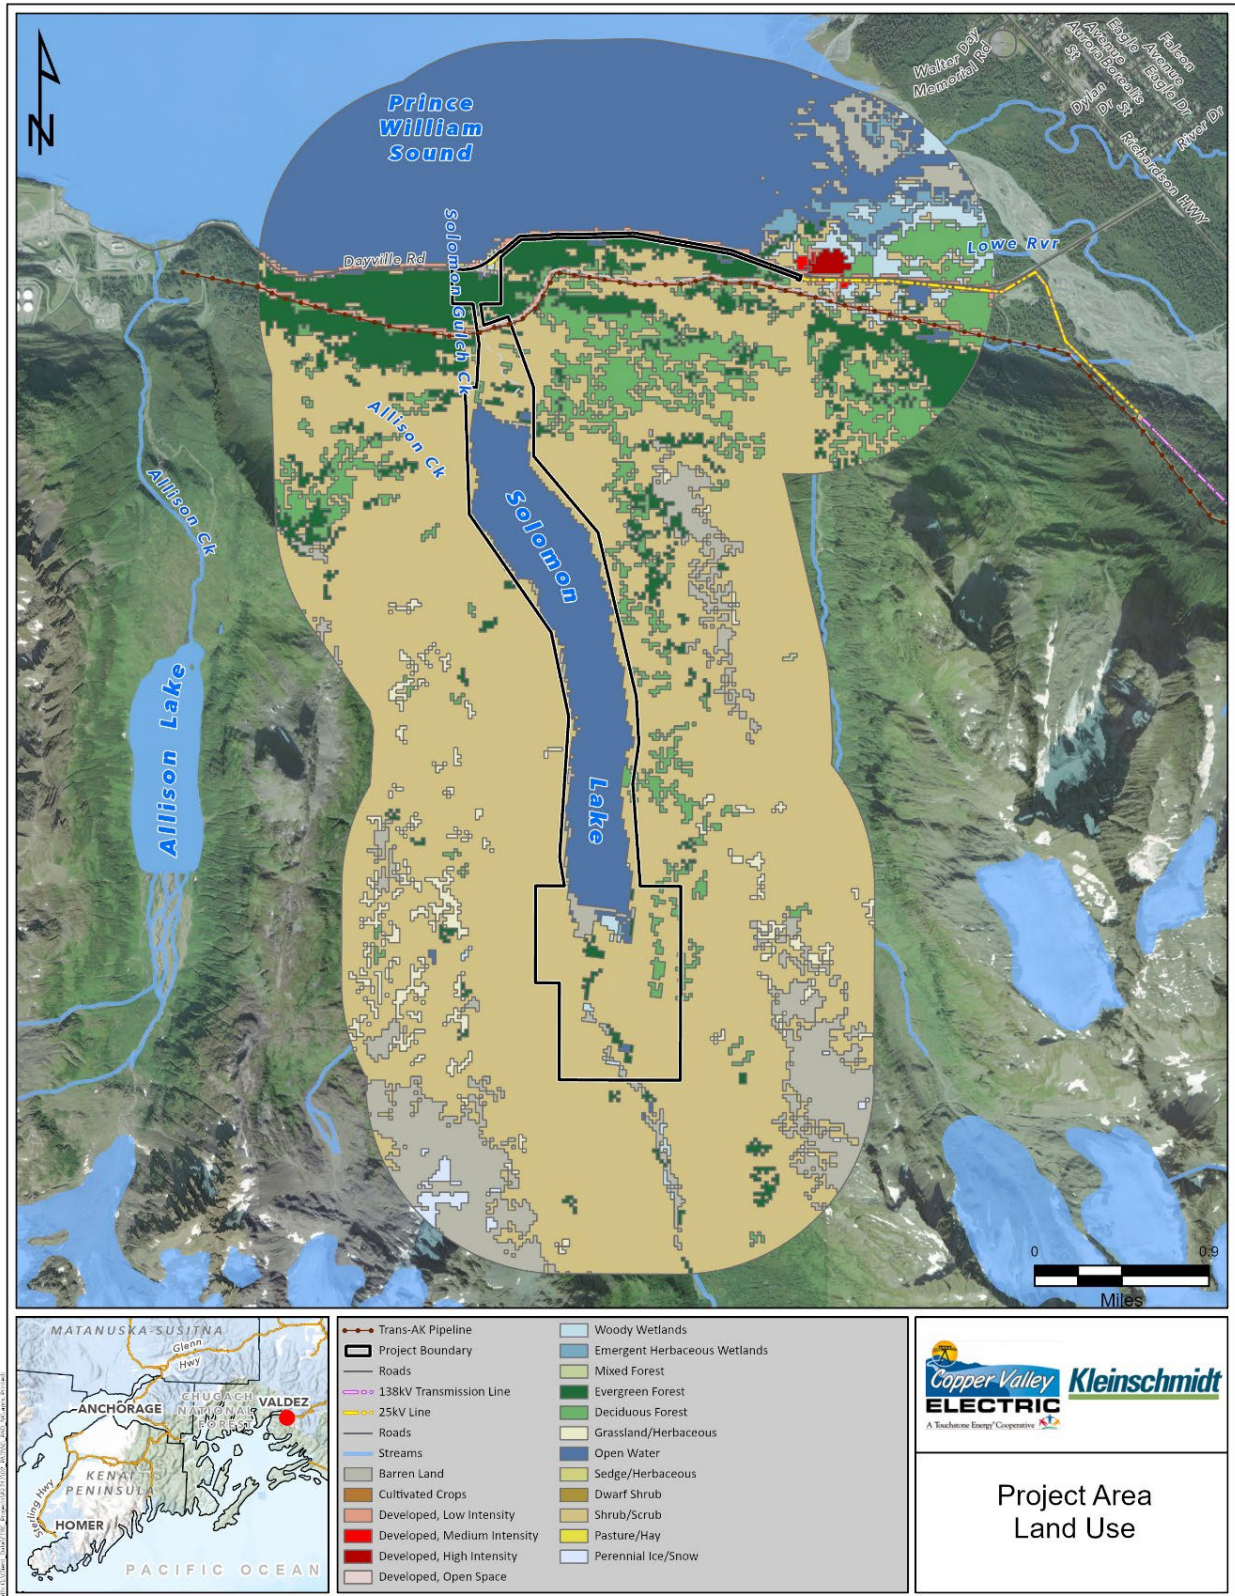 N
Prince
William
Sound
Walter Day
Memorial Rd
Falcon
Avenue
Eagle Dr
Eagle
Avenue
Aurora Borealis
St
St
Dylan
Dr
River Dr
Richardson HWY
Lowe Rvr
Dayville Rd
Solomon Gulch Ck
Allison Ck
Allison Ck
Solomon
Lake
Allison Lake
0 0.9
Miles
MATANUSKA-SUSITNA
Glenn
Hwy
CHUGACH
NATIONAL
FOREST
VALDEZ
ANCHORAGE
KENAI
PENINSULA
Sterling Hwy
HOMER
PACIFIC OCEAN
Trans-AK Pipeline
Project Boundary
Roads
138kV Transmission Line
25kV Line
Roads
Streams
Barren Land
Cultivated Crops
Developed, Low Intensity
Developed, Medium Intensity
Developed, High Intensity
Developed, Open Space
Woody Wetlands
Emergent Herbaceous Wetlands
Mixed Forest
Evergreen Forest
Deciduous Forest
Grassland/Herbaceous
Open Water
Sedge/Herbaceous
Dwarf Shrub
Shrub/Scrub
Pasture/Hay
Perennial Ice/Snow
Copper Valley
ELECTRIC
A Touchstone Energy® Cooperative
Kleinschmidt
Project Area
Land Use